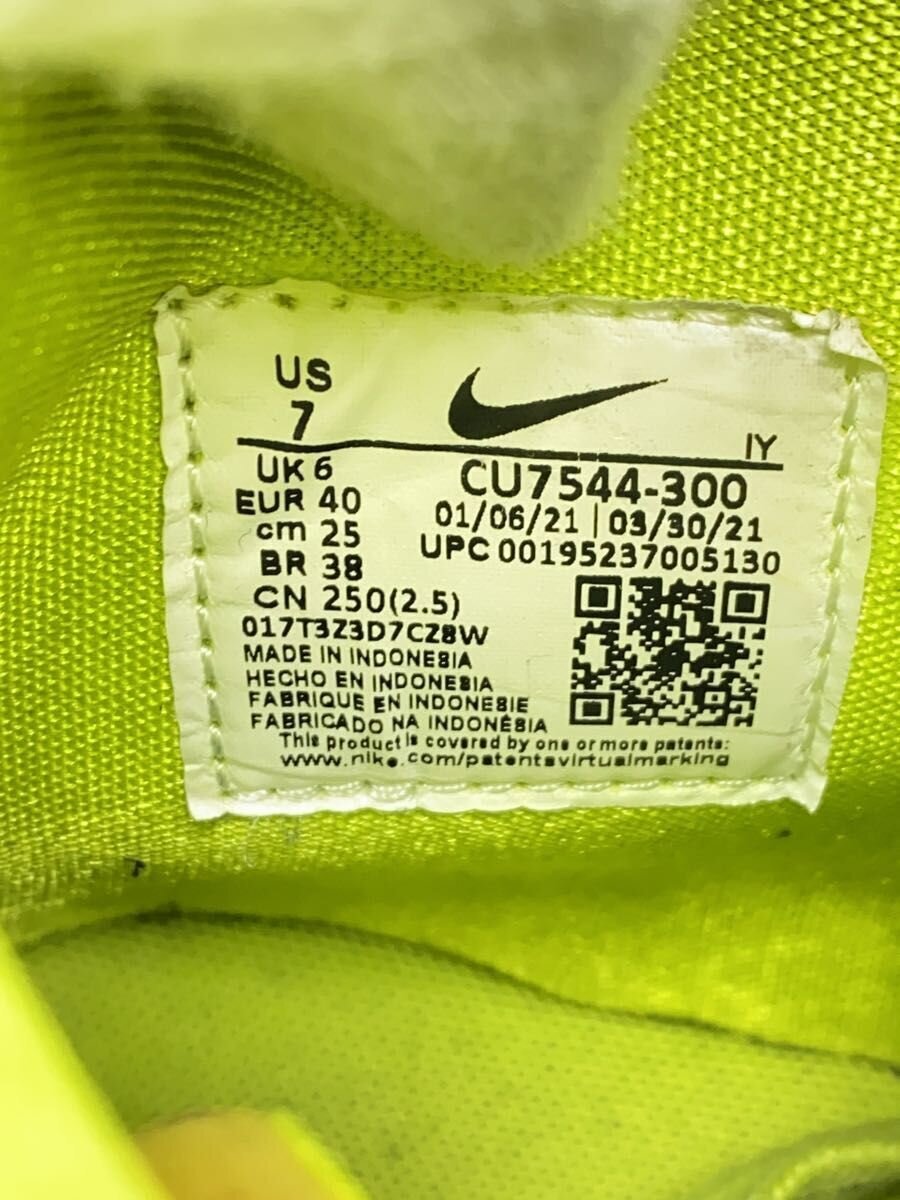 US
7
IY
UK 6
EUR 40
cm 25
BR 38
CN 250(2.5)
CU7544-300
01/06/21 | 03/30/21
UPC 00195237005130
017T3Z3D7CZ8W
MADE IN INDONESIA
HECHO EN INDONESIA
FABRIQUE EN INDONESIE
FABRICADO NA INDONÉSIA
This product is covered by one or more patents:
www.nike.com/patentsvirtualmarking